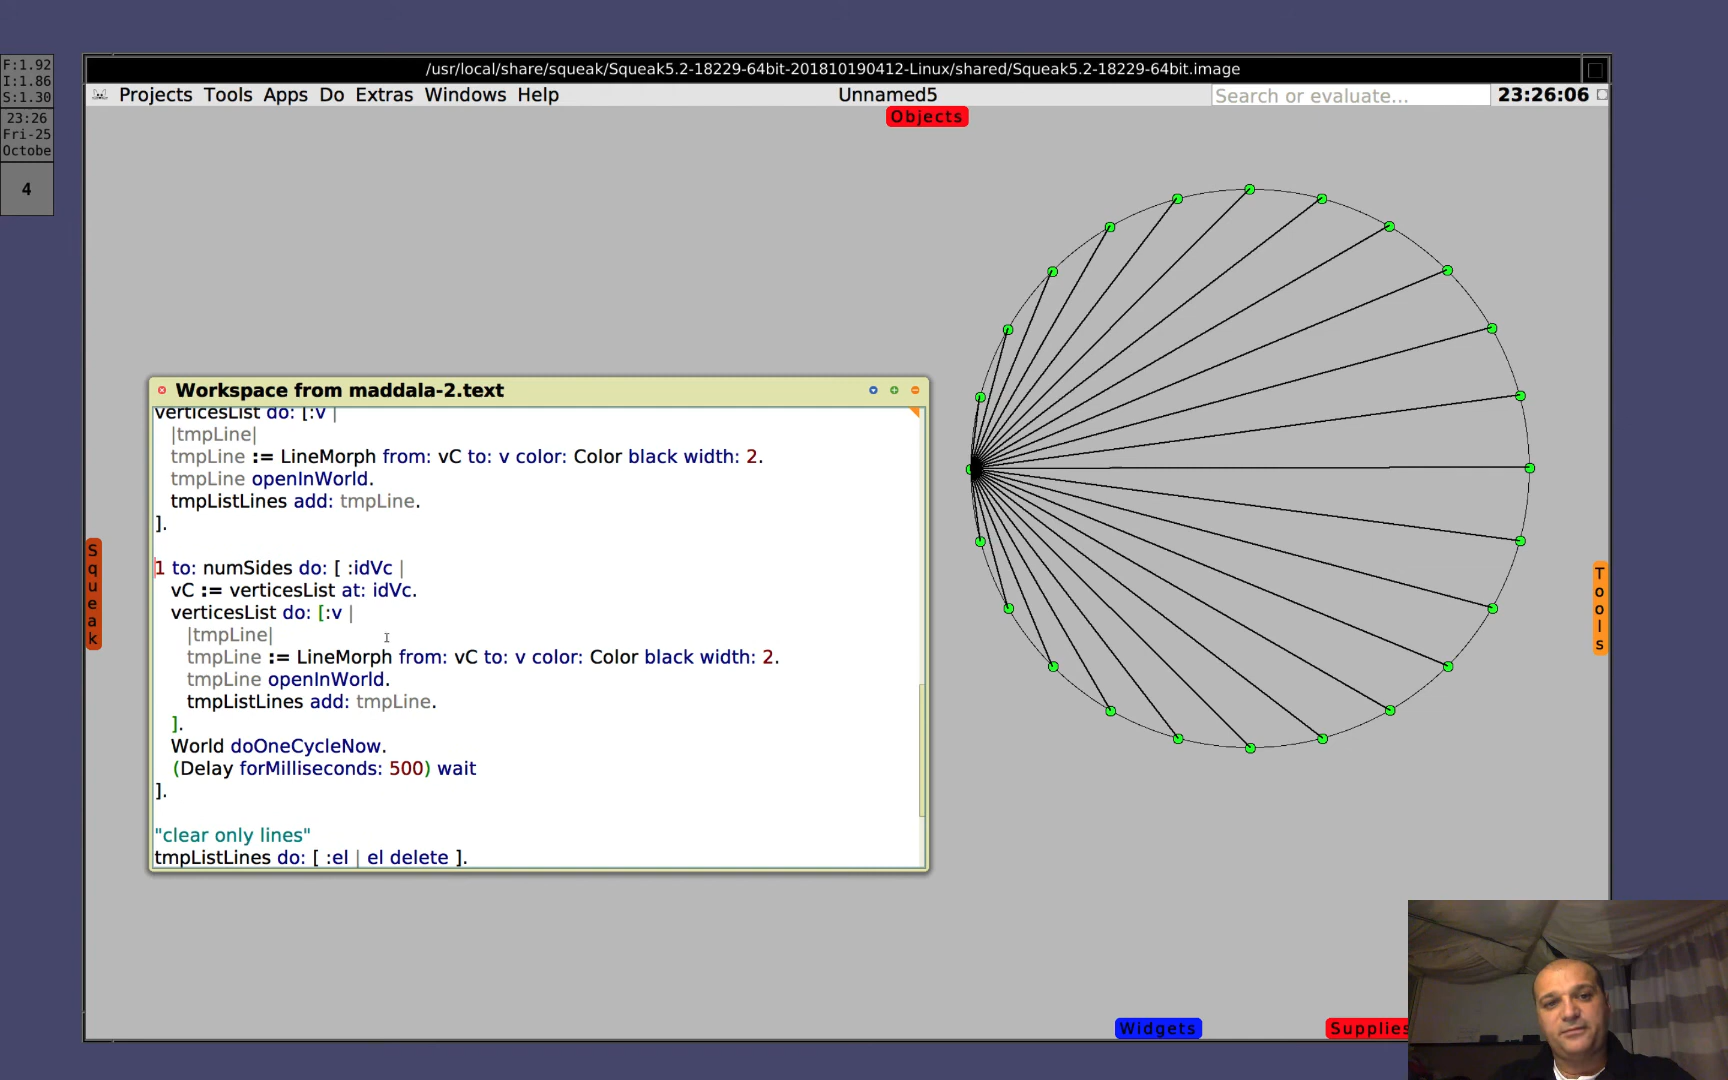 F:1.92
I:1.86
S:1.30
23:26
Fri-25
Octobe
4
/usr/local/share/squeak/Squeak5.2-18229-64bit-201810190412-Linux/shared/Squeak5.2-18229-64bit.image
Projects Tools Apps Do Extras Windows Help
Unnamed5
Search or evaluate...
23:26:06
Objects
Squeak
Workspace from maddala-2.text
verticesList do: [:v |
|tmpLine|
tmpLine := LineMorph from: vC to: v color: Color black width: 2.
tmpLine openInWorld.
tmpListLines add: tmpLine.
].
1 to: numSides do: [ :idVc |
vC := verticesList at: idVc.
verticesList do: [:v |
|tmpLine|
tmpLine := LineMorph from: vC to: v color: Color black width: 2.
tmpLine openInWorld.
tmpListLines add: tmpLine.
].
World doOneCycleNow.
(Delay forMilliseconds: 500) wait
].
"clear only lines"
tmpListLines do: [ :el | el delete ].
Tools
Widgets
Supplies